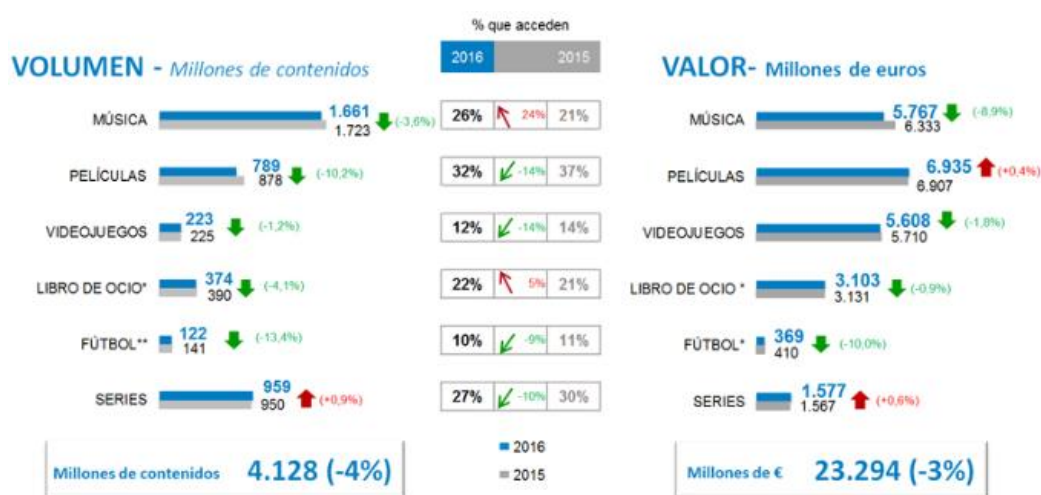 % que acceden
2016 2015
VOLUMEN - Millones de contenidos
VALOR- Millones de euros
MÚSICA 1.661 1.723 (-3,6%) 26% 24% 21% MÚSICA 5.767 6.333 (-8,9%)
PELÍCULAS 789 878 (-10,2%) 32% -14% 37% PELÍCULAS 6.935 6.907 (+0,4%)
VIDEOJUEGOS 223 225 (-1,2%) 12% -14% 14% VIDEOJUEGOS 5.608 5.710 (-1,8%)
LIBRO DE OCIO* 374 390 (-4,1%) 22% 5% 21% LIBRO DE OCIO * 3.103 3.131 (-0,9%)
FÚTBOL** 122 141 (-13,4%) 10% -9% 11% FÚTBOL* 369 410 (-10,0%)
SERIES 959 950 (+0,9%) 27% -10% 30% SERIES 1.577 1.567 (+0,6%)
2016
2015
Millones de contenidos 4.128 (-4%)
Millones de € 23.294 (-3%)